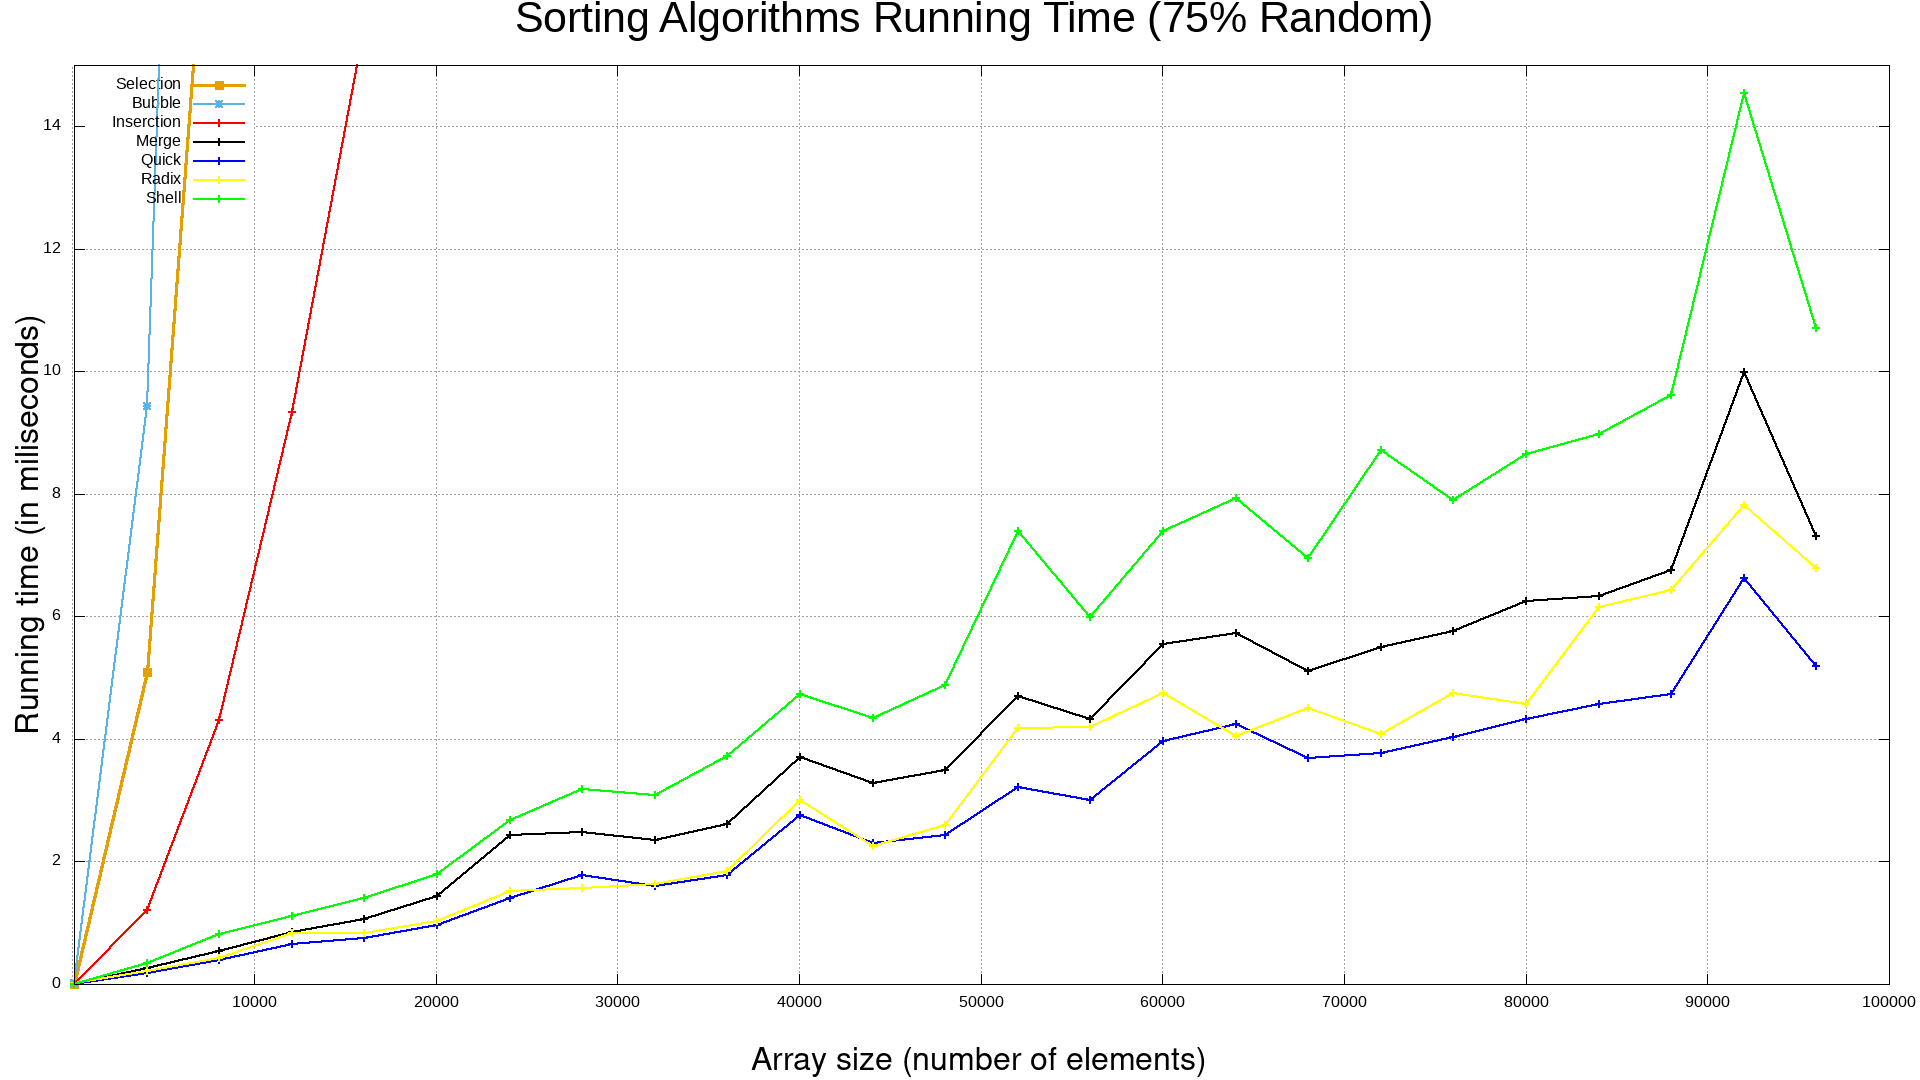 Sorting Algorithms Running Time (75% Random)
Selection
Bubble
Inserction
Merge
Quick
Radix
Shell
14
12
10
8
6
4
2
0
Running time (in miliseconds)
10000 20000 30000 40000 50000 60000 70000 80000 90000 100000
Array size (number of elements)